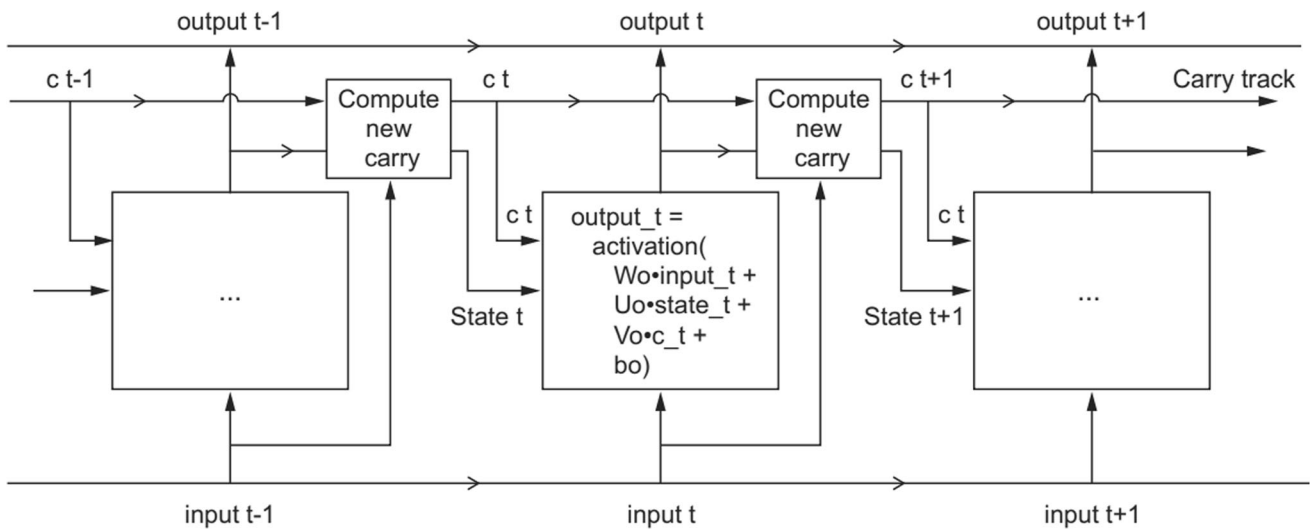 output t-1
output t
output t+1
c t-1
c t
c t+1
Carry track
Compute
new
carry
Compute
new
carry
c t
c t
output_t =
activation(
Wo•input_t +
Uo•state_t +
Vo•c_t +
bo)
...
...
State t
State t+1
input t-1
input t
input t+1